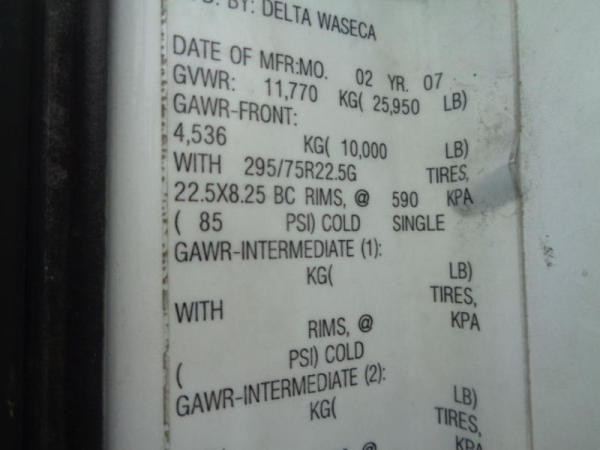 BY: DELTA WASECA
DATE OF MFR:MO. 02 YR. 07
GVWR: 11,770 KG( 25,950 LB)
GAWR-FRONT:
4,536 KG( 10,000 LB)
WITH 295/75R22.5G TIRES,
22.5X8.25 BC RIMS, @ 590 KPA
( 85 PSI) COLD SINGLE
GAWR-INTERMEDIATE (1):
KG( LB)
WITH TIRES,
RIMS, @ KPA
( PSI) COLD
GAWR-INTERMEDIATE (2):
KG( LB)
TIRES,
@ KPA